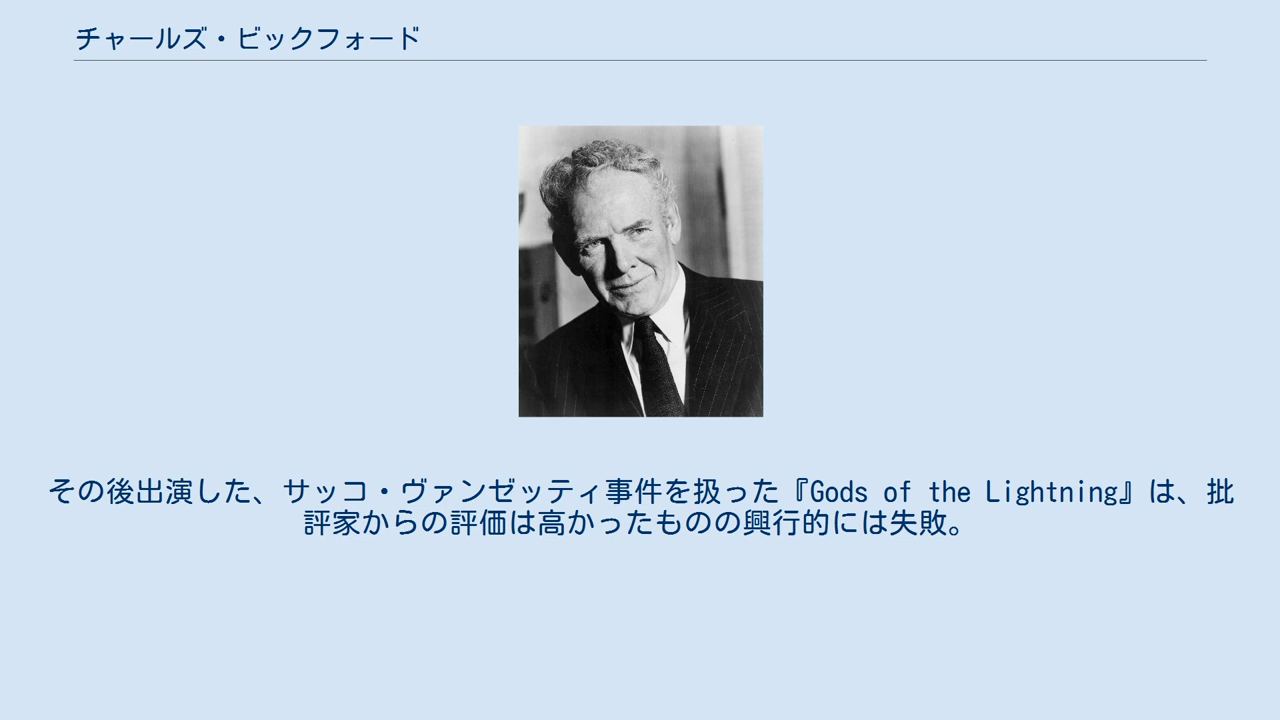 チャールズ・ビックフォード
その後出演した、サッコ・ヴァンゼッティ事件を扱った『Gods of the Lightning』は、批
評家からの評価は高かったものの興行的には失敗。